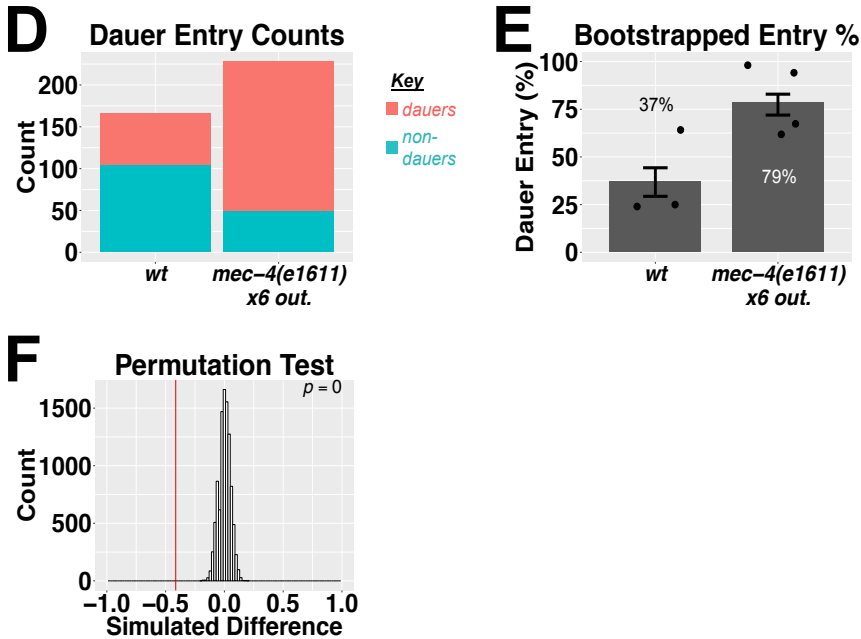 D
Dauer Entry Counts
Count
200
150
100
50
0
wt
mec−4(e1611)
x6 out.
Key
dauers
non-
dauers
E
Bootstrapped Entry %
Dauer Entry (%)
100
75
50
25
0
37%
79%
wt
mec−4(e1611)
x6 out.
F
Permutation Test
p = 0
Count
1500
1000
500
0
−1.0 −0.5 0.0 0.5 1.0
Simulated Difference